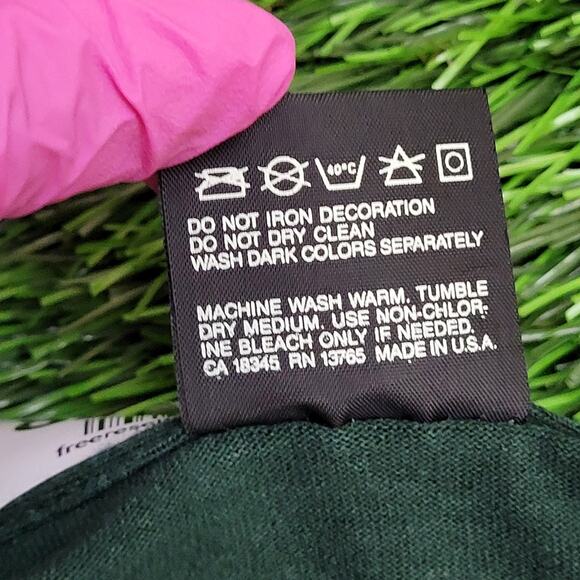 40°C
DO NOT IRON DECORATION
DO NOT DRY CLEAN
WASH DARK COLORS SEPARATELY
MACHINE WASH WARM. TUMBLE
DRY MEDIUM. USE NON-CHLOR-
INE BLEACH ONLY IF NEEDED.
CA 18345 RN 13765 MADE IN U.S.A.